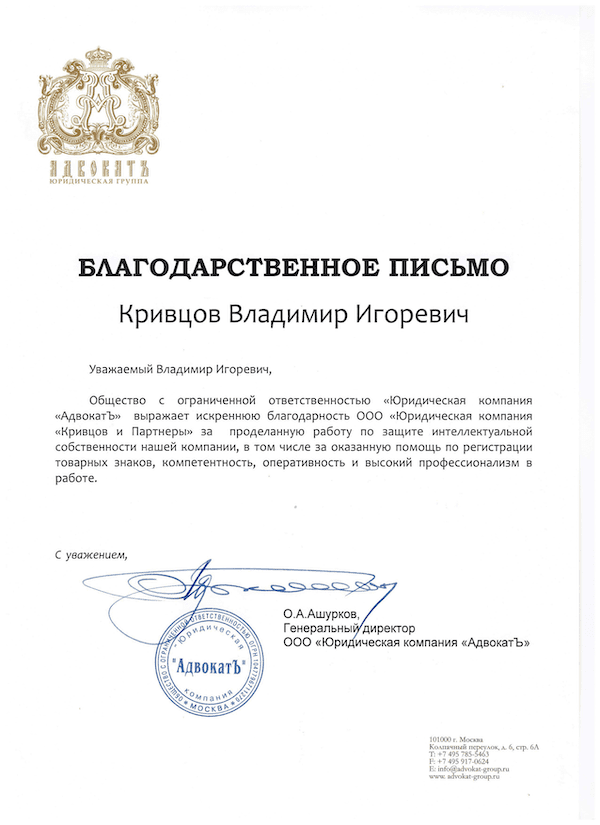 АДВОКАТЪ
ЮРИДИЧЕСКАЯ ГРУППА
БЛАГОДАРСТВЕННОЕ ПИСЬМО
Кривцов Владимир Игоревич
Уважаемый Владимир Игоревич,
Общество с ограниченной ответственностью «Юридическая компания
«АдвокатЪ» выражает искреннюю благодарность ООО «Юридическая компания
«Кривцов и Партнеры» за проделанную работу по защите интеллектуальной
собственности нашей компании, в том числе за оказанную помощь по регистрации
товарных знаков, компетентность, оперативность и высокий профессионализм в
работе.
С уважением,
О.А.Ашурков,
Генеральный директор
ООО «Юридическая компания «АдвокатЪ»
ОБЩЕСТВО С ОГРАНИЧЕННОЙ ОТВЕТСТВЕННОСТЬЮ ОГРН
Юридическая
"АдвокатЪ"
компания
МОСКВА
101000 г. Москва
Колпачный переулок, д. 6, стр. 6А
Т: +7 495 785-5463
F: +7 495 917-0624
E: info@advokat-group.ru
www. advokat-group.ru